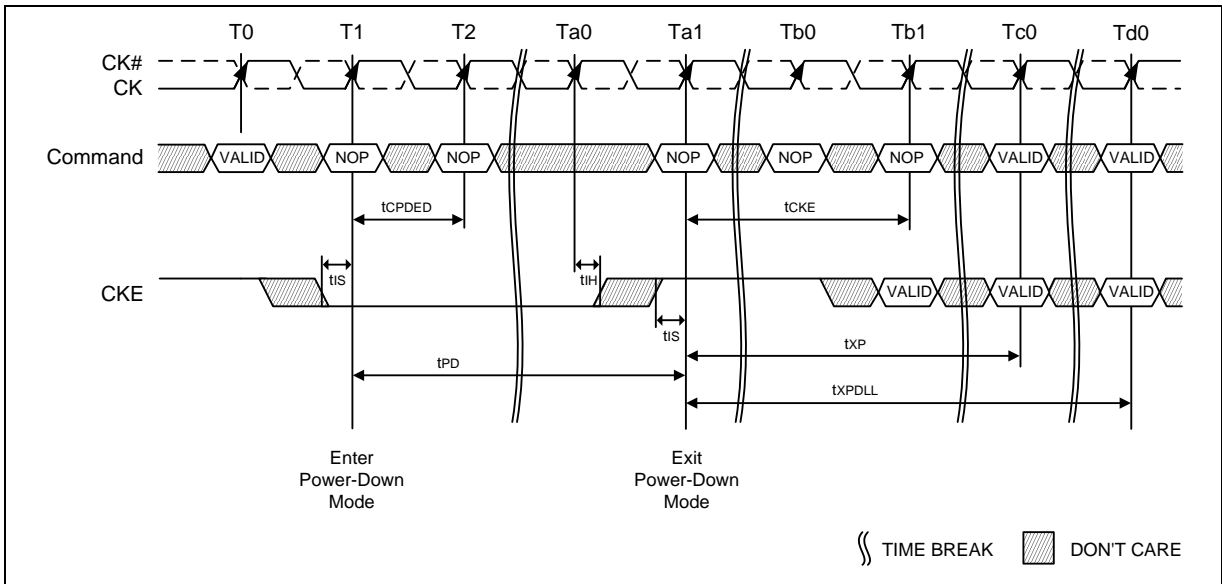 T0 T1 T2 Ta0 Ta1 Tb0 Tb1 Tc0 Td0
CK#
CK
Command VALID NOP NOP NOP NOP NOP VALID VALID
tCPDED tCKE
tIS tIH
CKE VALID VALID VALID
tIS
tXP
tPD
tXPDLL
Enter
Power-Down
Mode
Exit
Power-Down
Mode
TIME BREAK DON'T CARE